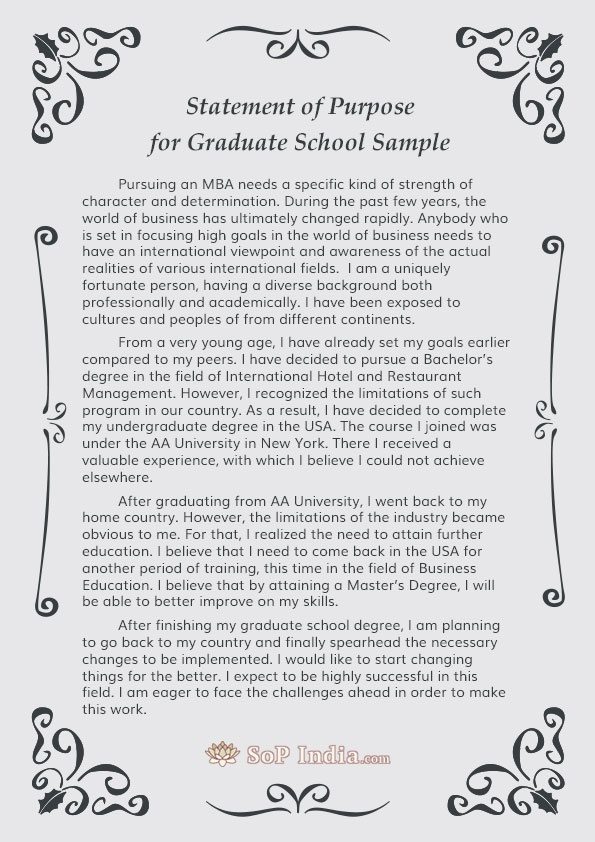 Statement of Purpose
for Graduate School Sample
Pursuing an MBA needs a specific kind of strength of
character and determination. During the past few years, the
world of business has ultimately changed rapidly. Anybody who
is set in focusing high goals in the world of business needs to
have an international viewpoint and awareness of the actual
realities of various international fields. I am a uniquely
fortunate person, having a diverse background both
professionally and academically. I have been exposed to
cultures and peoples of from different continents.
From a very young age, I have already set my goals earlier
compared to my peers. I have decided to pursue a Bachelor's
degree in the field of International Hotel and Restaurant
Management. However, I recognized the limitations of such
program in our country. As a result, I have decided to complete
my undergraduate degree in the USA. The course I joined was
under the AA University in New York. There I received a
valuable experience, with which I believe I could not achieve
elsewhere.
After graduating from AA University, I went back to my
home country. However, the limitations of the industry became
obvious to me. For that, I realized the need to attain further
education. I believe that I need to come back in the USA for
another period of training, this time in the field of Business
Education. I believe that by attaining a Master's Degree, I will
be able to better improve on my skills.
After finishing my graduate school degree, I am planning
to go back to my country and finally spearhead the necessary
changes to be implemented. I would like to start changing
things for the better. I expect to be highly successful in this
field. I am eager to face the challenges ahead in order to make
this work.
SoP India.com